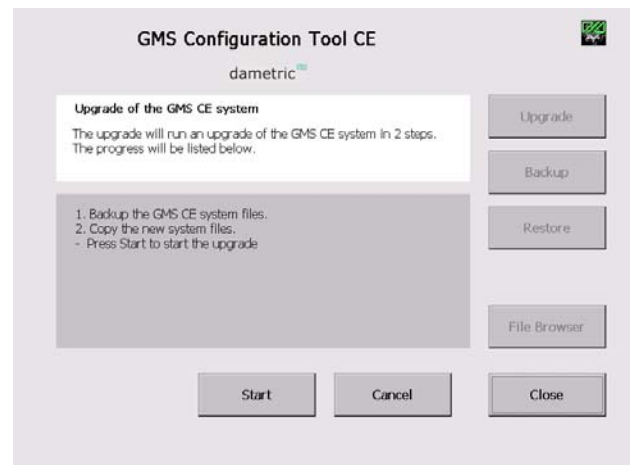 GMS Configuration Tool CE
dametric
Upgrade of the GMS CE system
The upgrade will run an upgrade of the GMS CE system in 2 steps.
The progress will be listed below.
1. Backup the GMS CE system files.
2. Copy the new system files.
- Press Start to start the upgrade
Upgrade
Backup
Restore
File Browser
Start
Cancel
Close